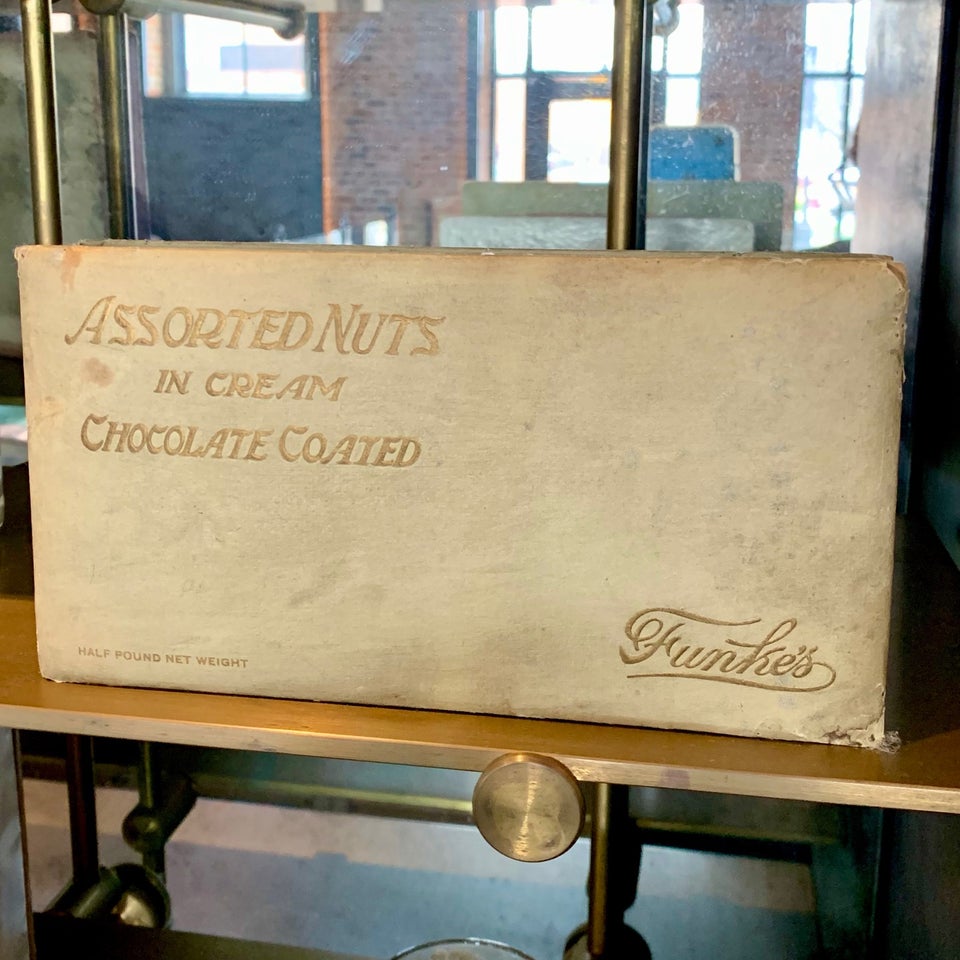 ASSORTED NUTS
IN CREAM
CHOCOLATE COATED
HALF POUND NET WEIGHT
Funke's